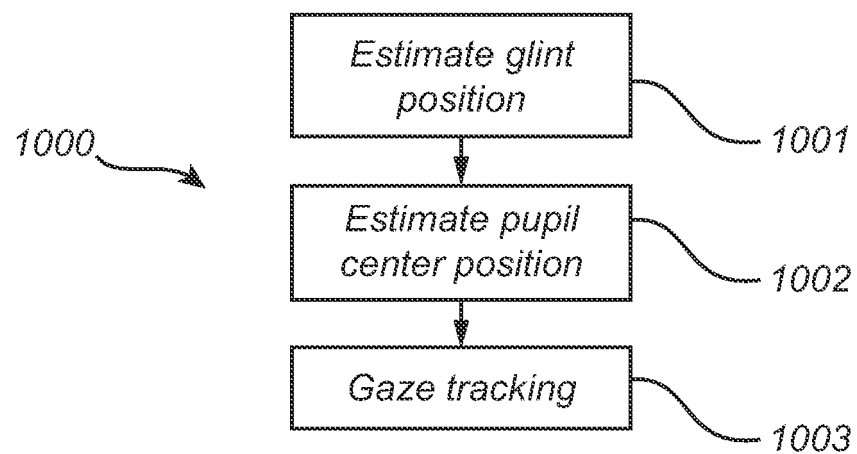 Estimate glint
position
1001
1000
Estimate pupil
center position
1002
Gaze tracking
1003